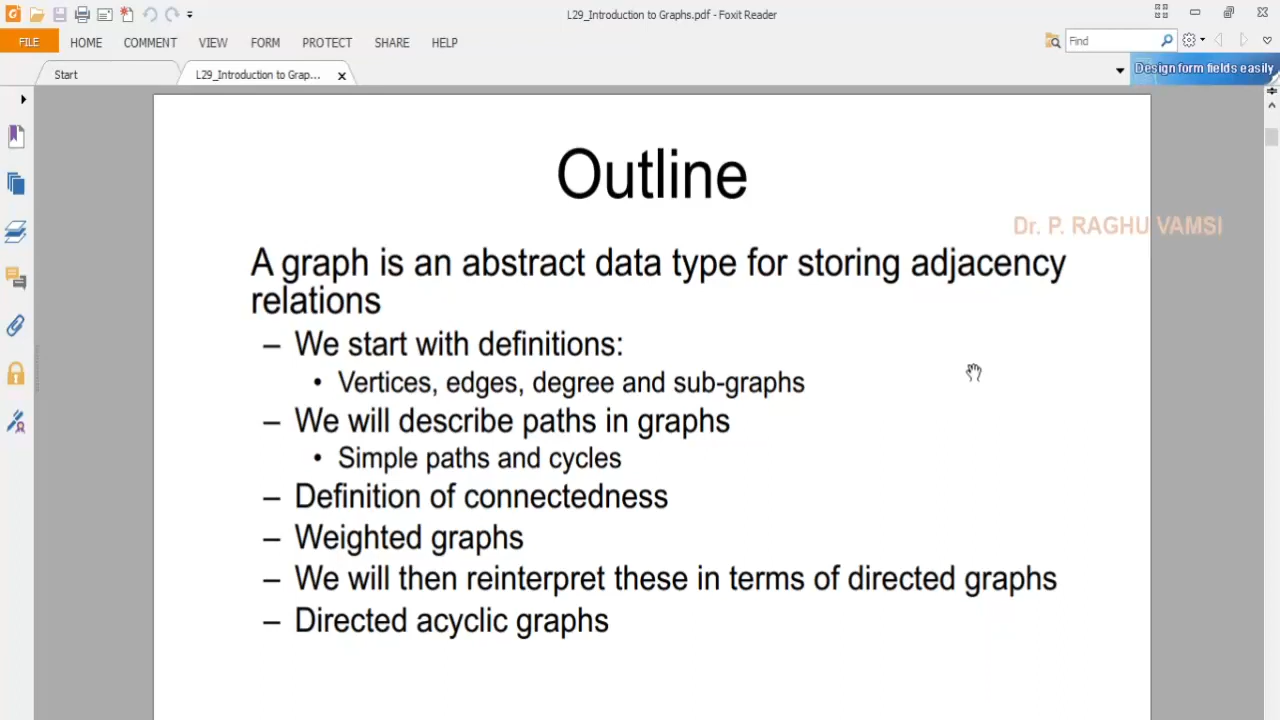 L29_Introduction to Graphs.pdf - Foxit Reader
FILE HOME COMMENT VIEW FORM PROTECT SHARE HELP Find
Start L29_Introduction to Grap... Design form fields easily
Outline
Dr. P. RAGHU VAMSI
A graph is an abstract data type for storing adjacency
relations
– We start with definitions:
• Vertices, edges, degree and sub-graphs
– We will describe paths in graphs
• Simple paths and cycles
– Definition of connectedness
– Weighted graphs
– We will then reinterpret these in terms of directed graphs
– Directed acyclic graphs